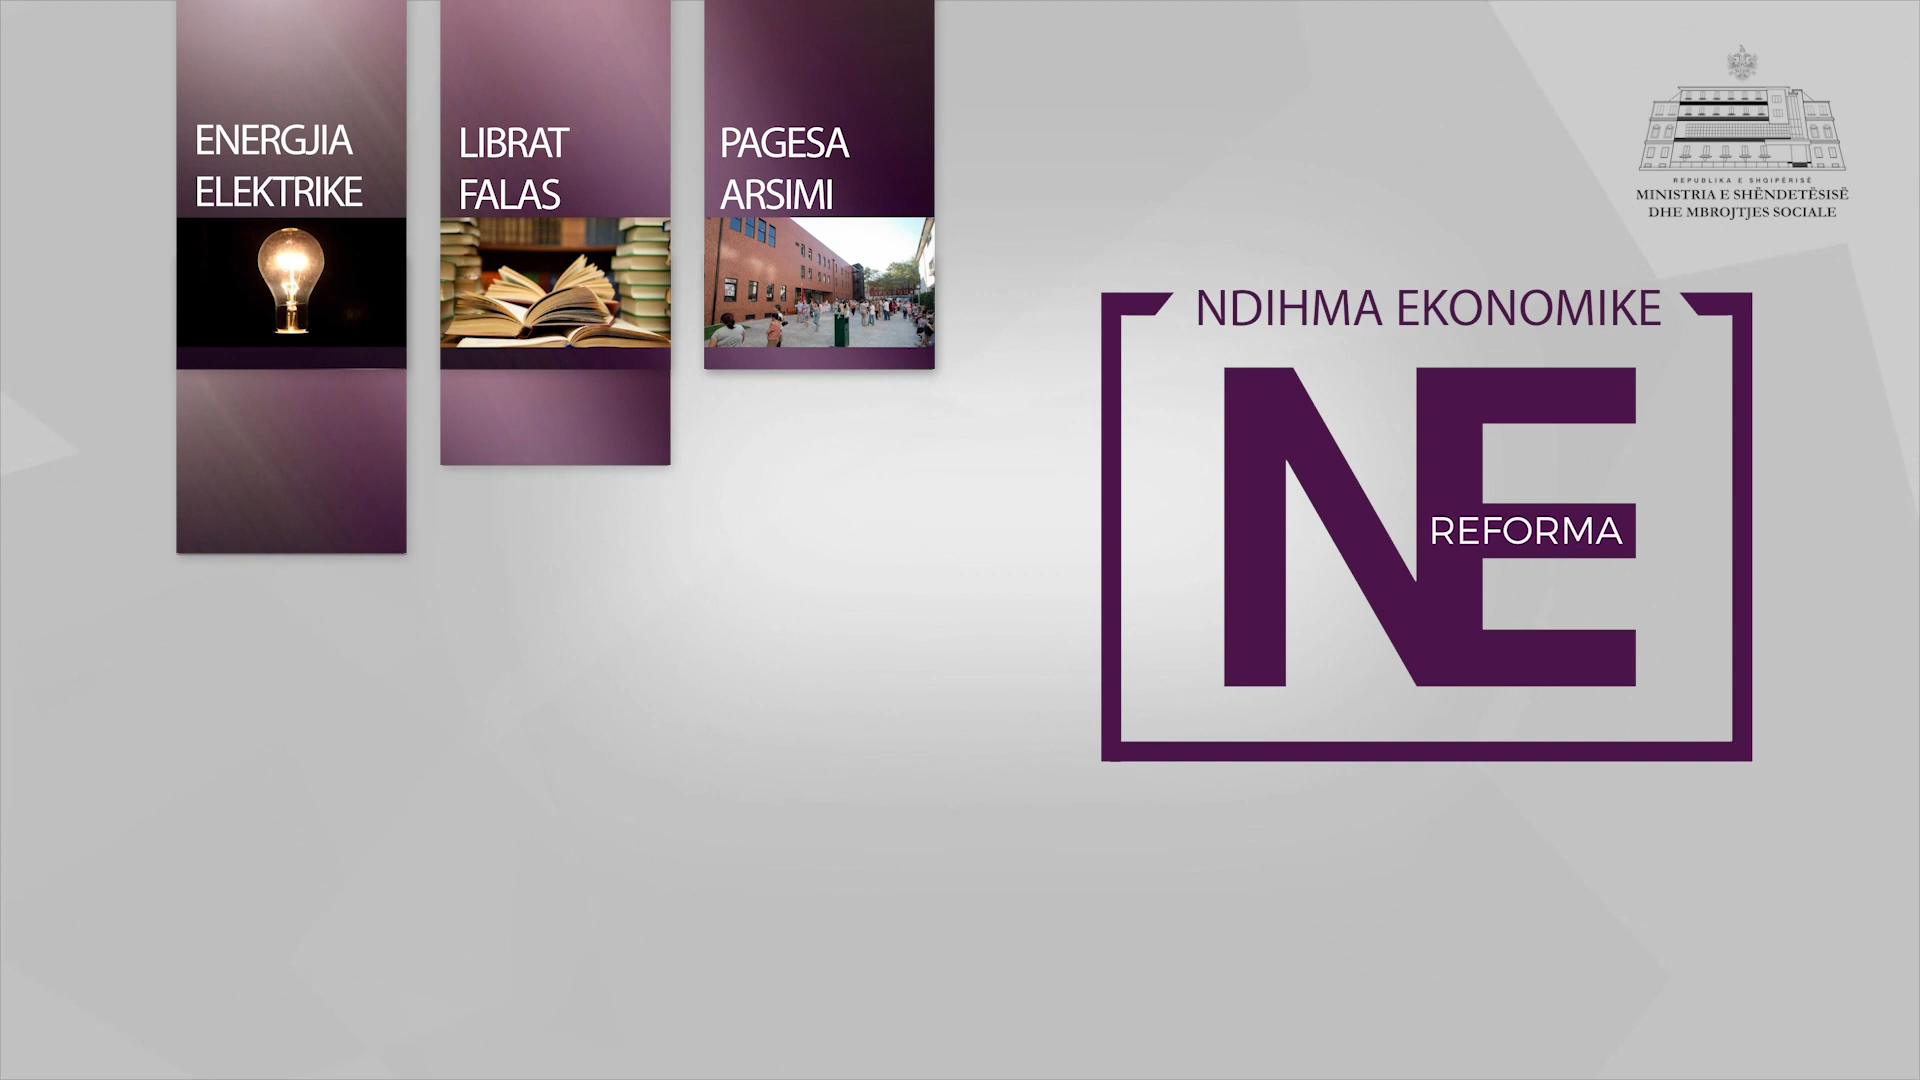 ENERGJIA
ELEKTRIKE
LIBRAT
FALAS
PAGESA
ARSIMI
REPUBLIKA E SHQIPËRISË
MINISTRIA E SHËNDETËSISË
DHE MBROJTJES SOCIALE
NDIHMA EKONOMIKE
NE
REFORMA